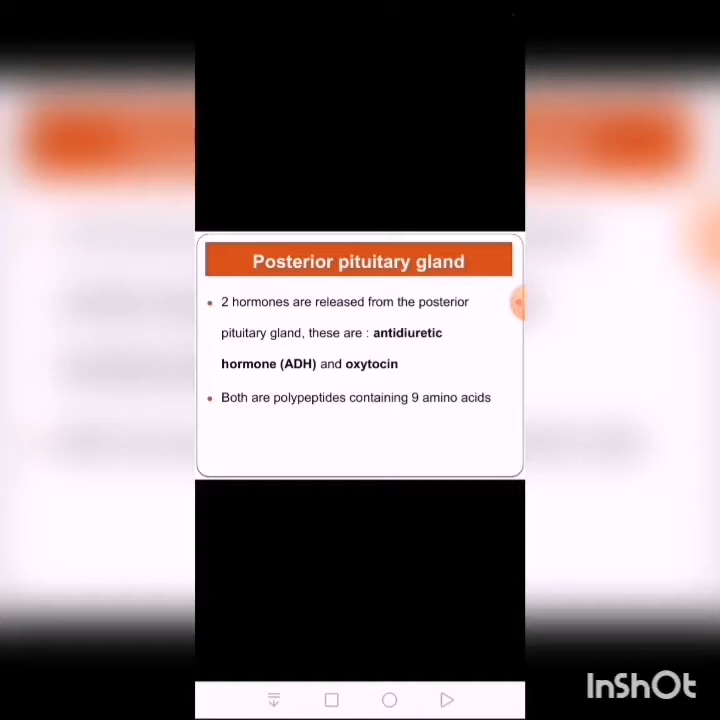 Posterior pituitary gland
• 2 hormones are released from the posterior
pituitary gland, these are : antidiuretic
hormone (ADH) and oxytocin
• Both are polypeptides containing 9 amino acids
InShOt